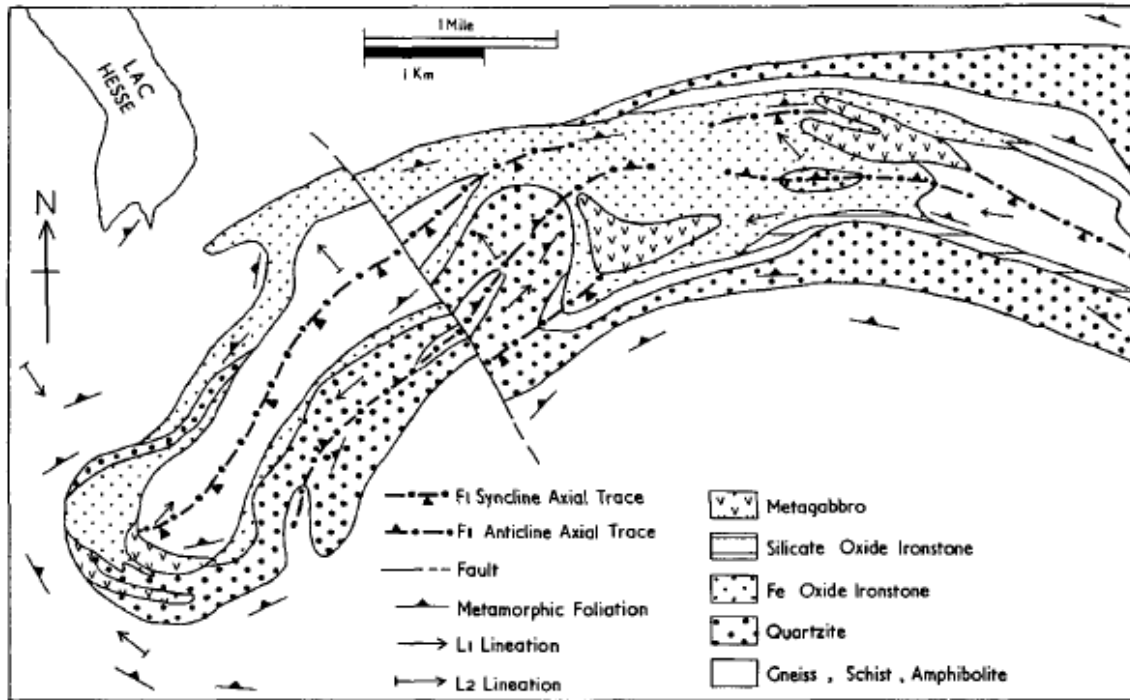 1 Mile
1 Km
LAC
HESSE
N
F1 Syncline Axial Trace
F1 Anticline Axial Trace
Fault
Metamorphic Foliation
L1 Lineation
L2 Lineation
Metagabbro
Silicate Oxide Ironstone
Fe Oxide Ironstone
Quartzite
Gneiss , Schist , Amphibolite